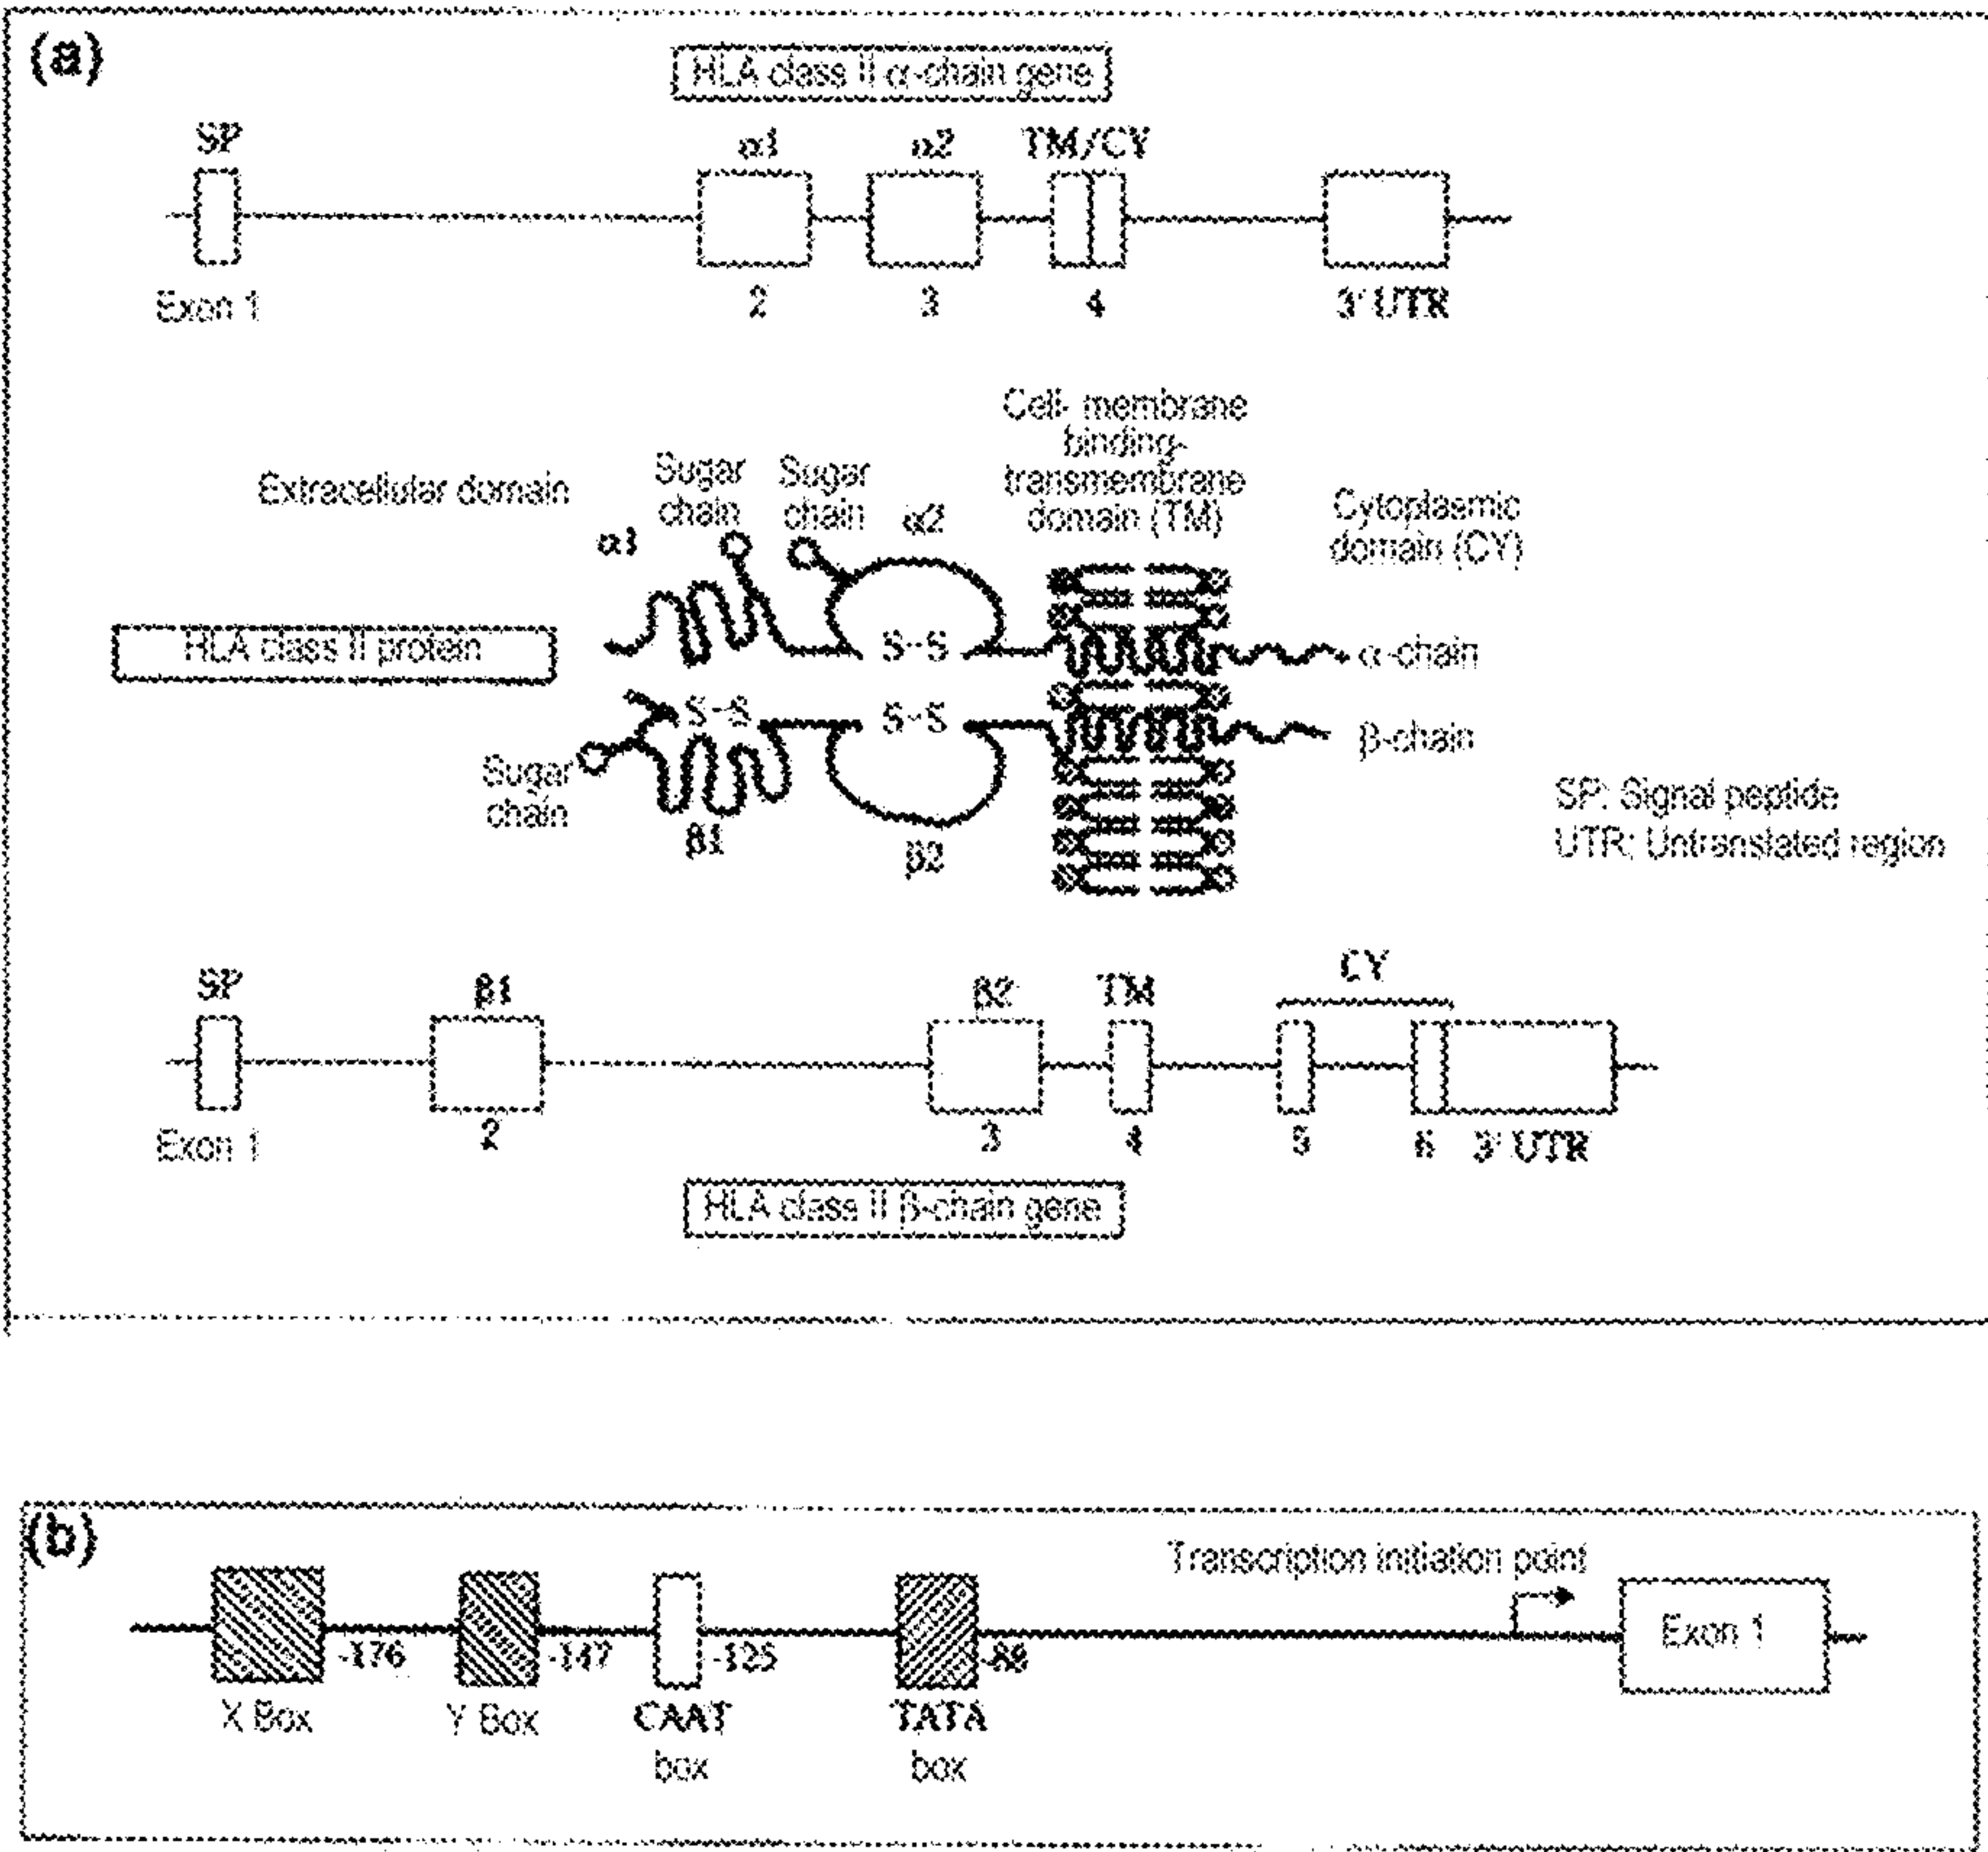 (a)
HLA class II α-chain gene
SP
α1
α2
TM/CY
Exon 1
2
3
4
3' UTR
Extracellular domain
Sugar
chain
Sugar
chain
Cell- membrane
binding-
transmembrane
domain (TM)
Cytoplasmic
domain (CY)
α1
α2
HLA class II protein
S-S
α-chain
S-S
S-S
β-chain
Sugar
chain
β1
β2
SP: Signal peptide
UTR: Untranslated region
SP
β1
β2
TM
CY
Exon 1
2
3
4
5
6
3' UTR
HLA class II β-chain gene
(b)
Transcription initiation point
Exon 1
-176
-147
-125
X Box
Y Box
CAAT
box
TATA
box